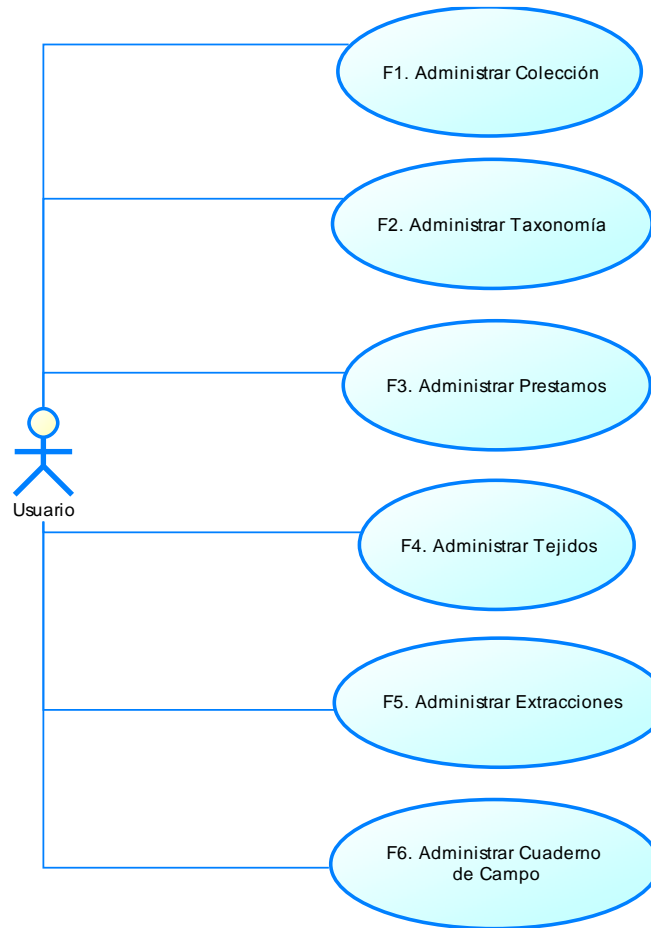 F1. Administrar Colección
F2. Administrar Taxonomía
F3. Administrar Prestamos
Usuario
F4. Administrar Tejidos
F5. Administrar Extracciones
F6. Administrar Cuaderno
de Campo